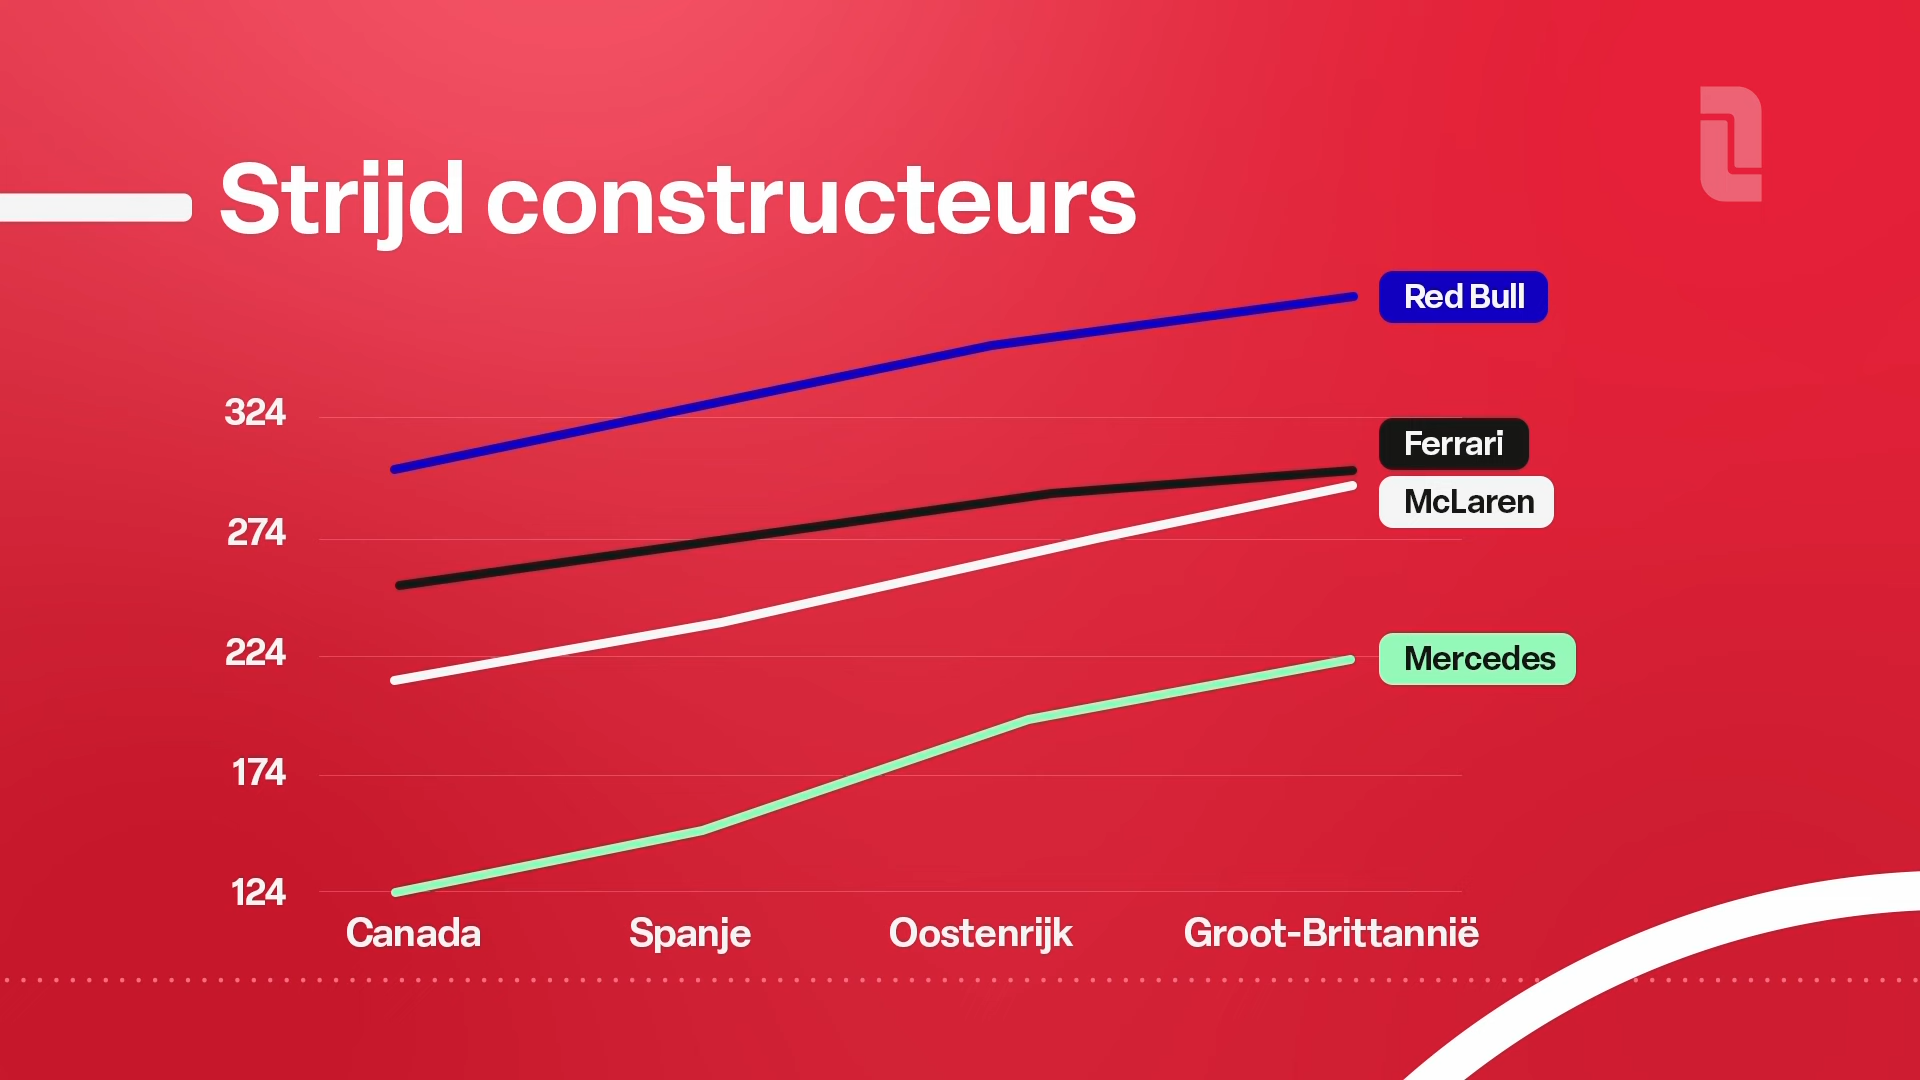 Strijd constructeurs
Red Bull
324
Ferrari
McLaren
274
224
Mercedes
174
124
Canada Spanje Oostenrijk Groot-Brittannië